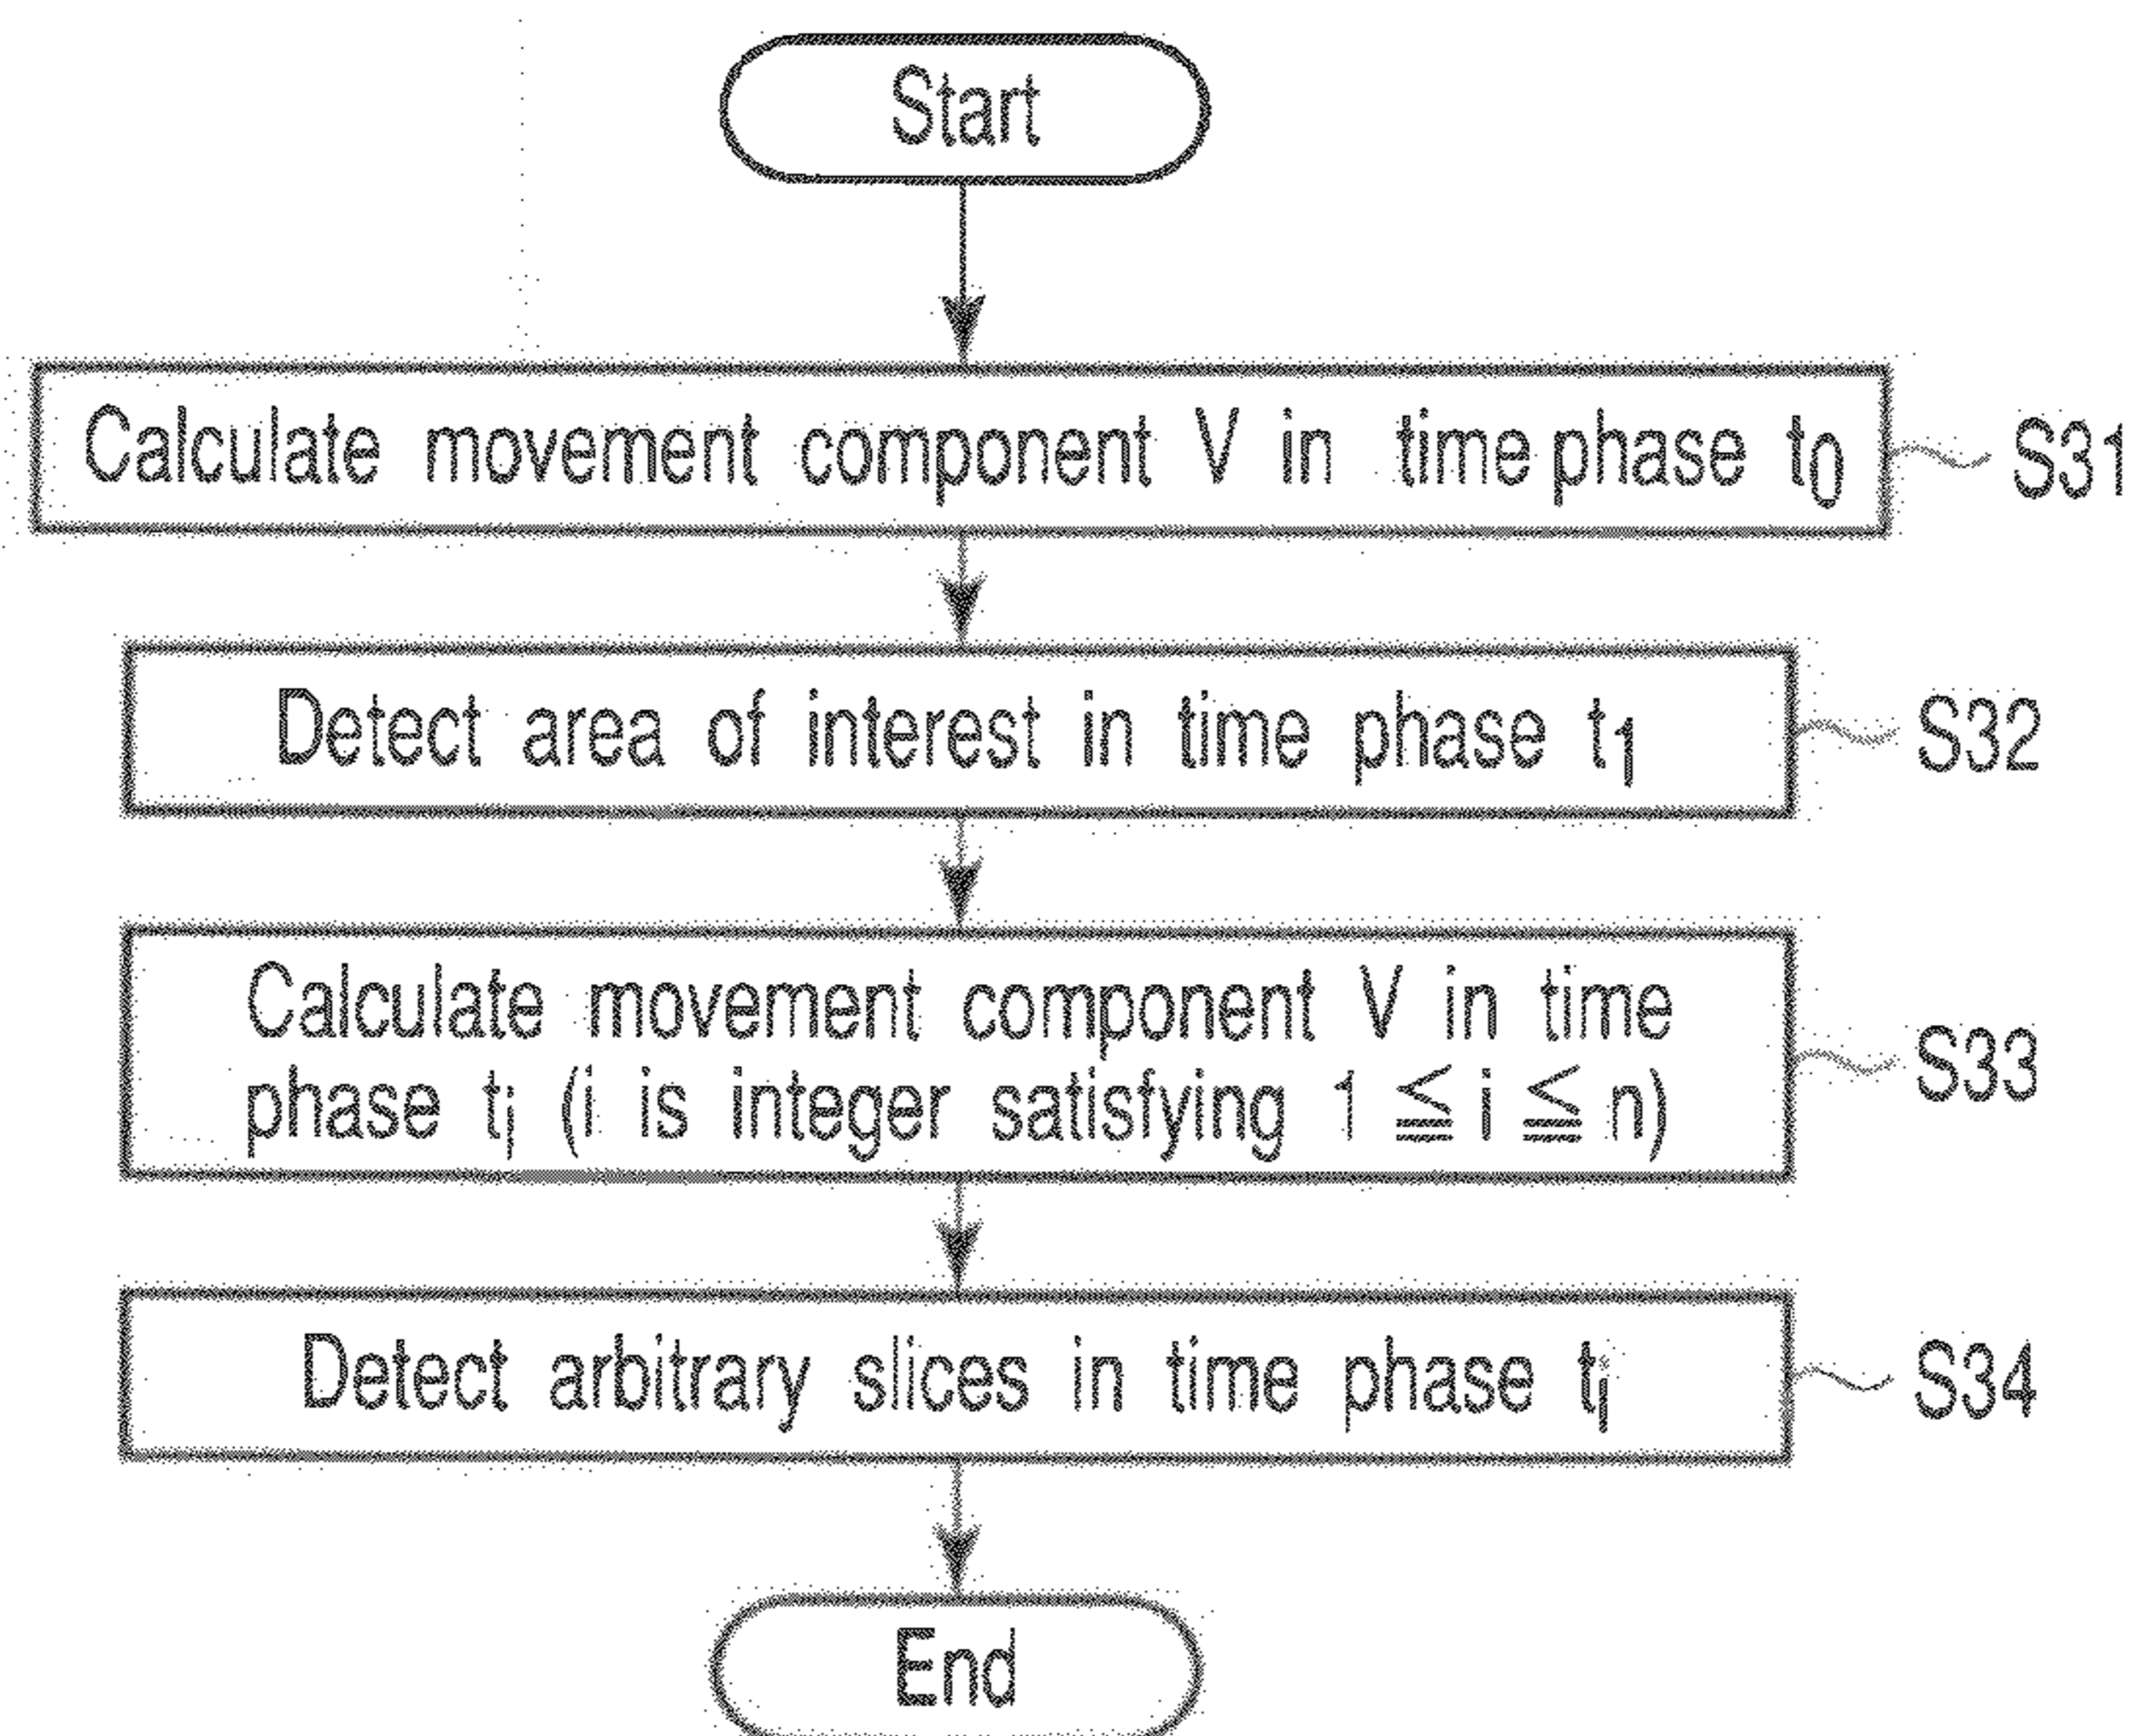 Start
Calculate movement component V in time phase t₀ S31
Detect area of interest in time phase t₁ S32
Calculate movement component V in time
phase tᵢ (i is integer satisfying 1 ≦ i ≦ n) S33
Detect arbitrary slices in time phase tᵢ S34
End